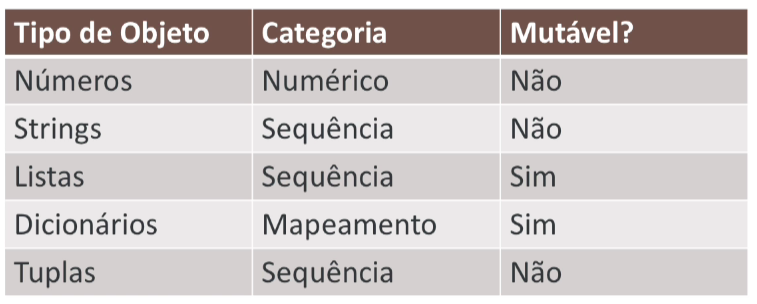 Tipo de Objeto Categoria Mutável?
Números Numérico Não
Strings Sequência Não
Listas Sequência Sim
Dicionários Mapeamento Sim
Tuplas Sequência Não